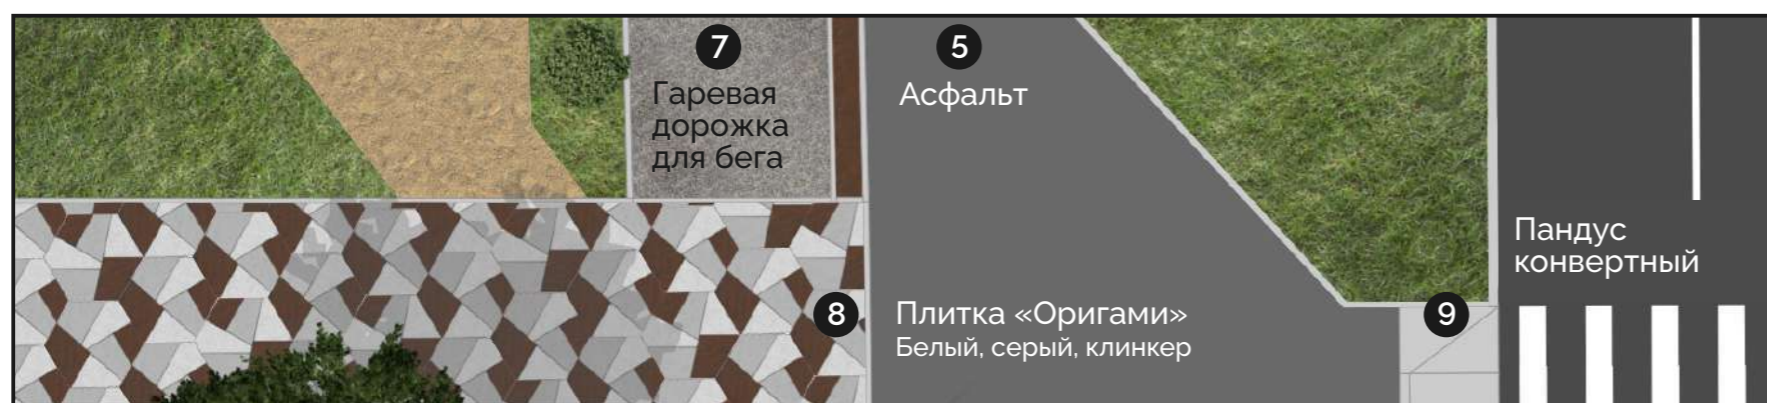 7
Гаревая
дорожка
для бега
5
Асфальт
8
Плитка «Оригами»
Белый, серый, клинкер
9
Пандус
конвертный